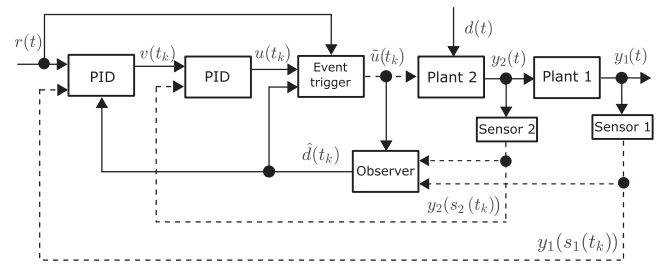 r(t)
PID
v(t_k)
PID
u(t_k)
Event
trigger
ũ(t_k)
d(t)
Plant 2
y_2(t)
Plant 1
y_1(t)
Sensor 2
Sensor 1
d̂(t_k)
Observer
y_2(s_2(t_k))
y_1(s_1(t_k))